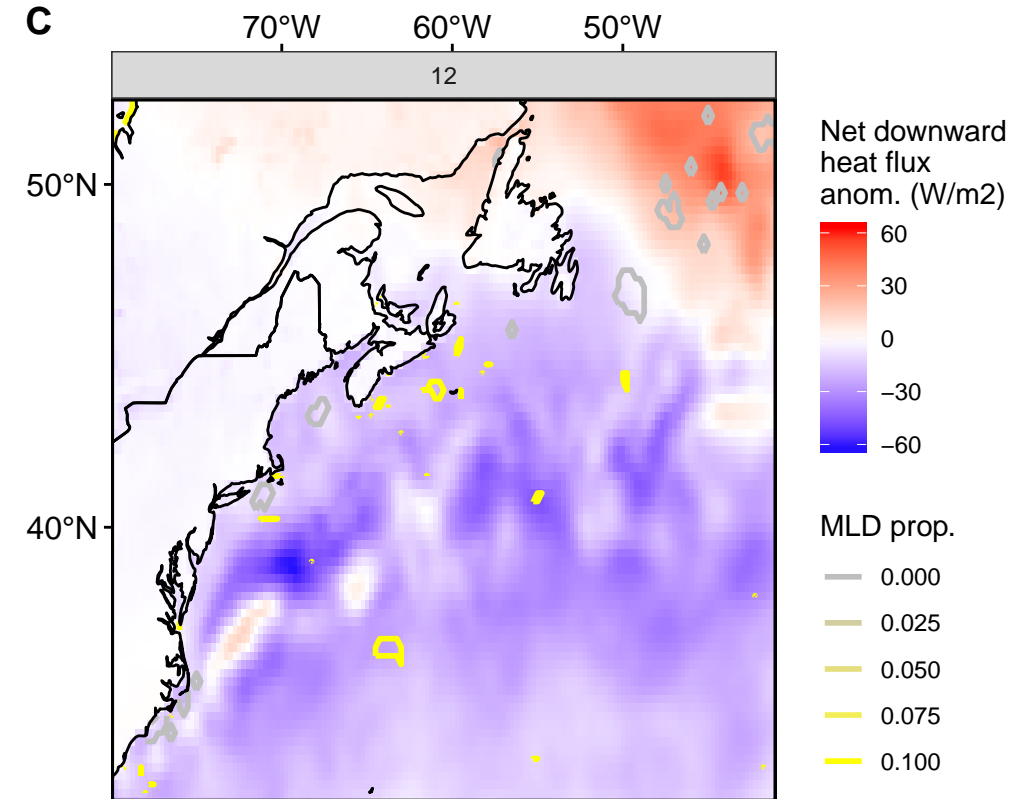 C
70°W 60°W 50°W
12
50°N
40°N
Net downward
heat flux
anom. (W/m2)
60
30
0
−30
−60
MLD prop.
0.000
0.025
0.050
0.075
0.100